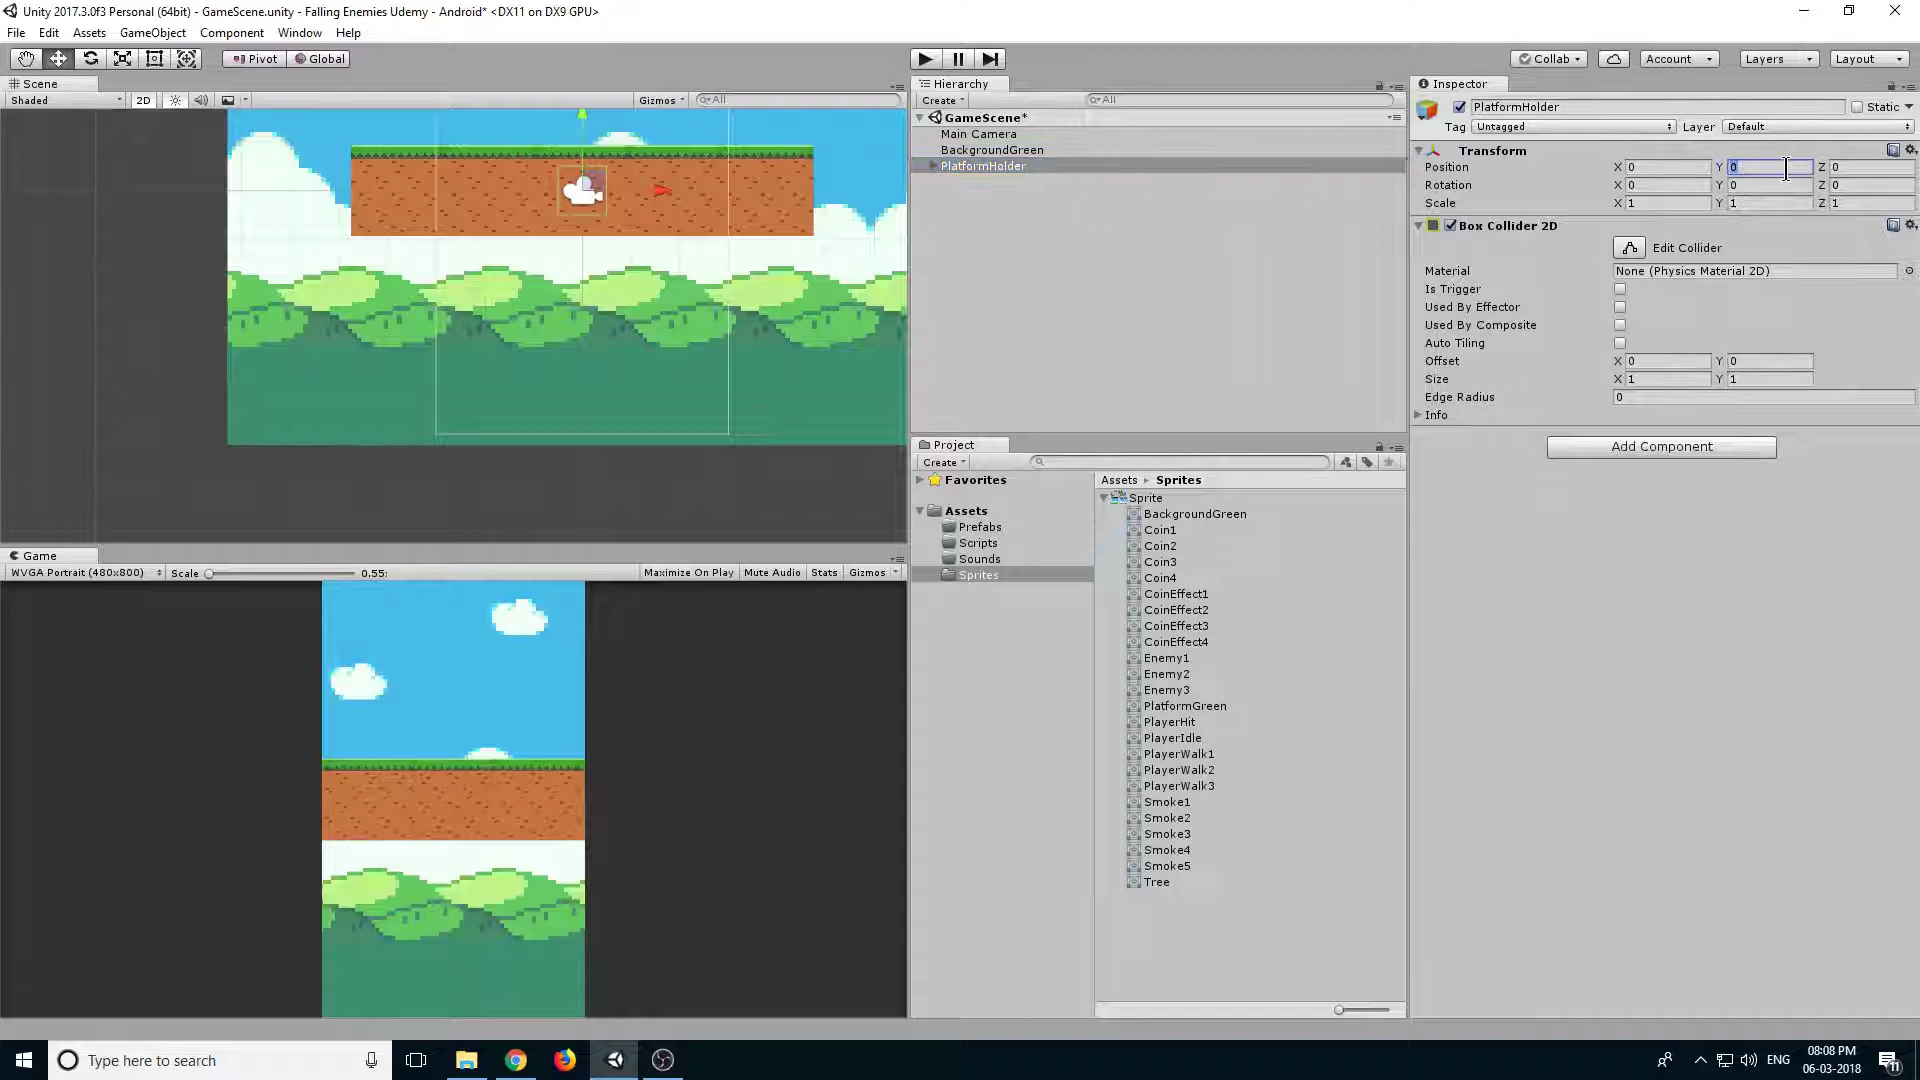 Unity 2017.3.0f3 Personal (64bit) - GameScene.unity - Falling Enemies Udemy - Android* <DX11 on DX9 GPU>
File Edit Assets GameObject Component Window Help
Pivot Global
Collab Account Layers Layout
Scene
Shaded 2D Gizmos All
Hierarchy
Create All
GameScene*
Main Camera
BackgroundGreen
PlatformHolder
Project
Create
Favorites
Assets
Prefabs
Scripts
Sounds
Sprites
Assets Sprites
Sprite
BackgroundGreen
Coin1
Coin2
Coin3
Coin4
CoinEffect1
CoinEffect2
CoinEffect3
CoinEffect4
Enemy1
Enemy2
Enemy3
PlatformGreen
PlayerHit
PlayerIdle
PlayerWalk1
PlayerWalk2
PlayerWalk3
Smoke1
Smoke2
Smoke3
Smoke4
Smoke5
Tree
Inspector
PlatformHolder Static
Tag Untagged Layer Default
Transform
Position X 0 Y 0 Z 0
Rotation X 0 Y 0 Z 0
Scale X 1 Y 1 Z 1
Box Collider 2D
Edit Collider
Material None (Physics Material 2D)
Is Trigger
Used By Effector
Used By Composite
Auto Tiling
Offset X 0 Y 0
Size X 1 Y 1
Edge Radius 0
Info
Add Component
Game
WVGA Portrait (480x800) Scale 0.55: Maximize On Play Mute Audio Stats Gizmos
Type here to search
ENG
08:08 PM
06-03-2018
11